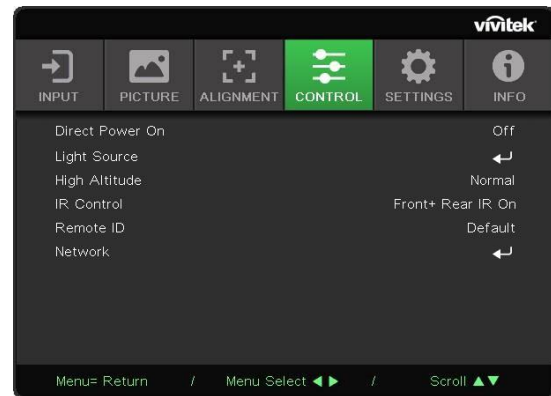 vivitek
INPUT PICTURE ALIGNMENT CONTROL SETTINGS INFO
Direct Power On Off
Light Source
High Altitude Normal
IR Control Front+ Rear IR On
Remote ID Default
Network
Menu= Return / Menu Select ◀ ▶ / Scroll ▲▼